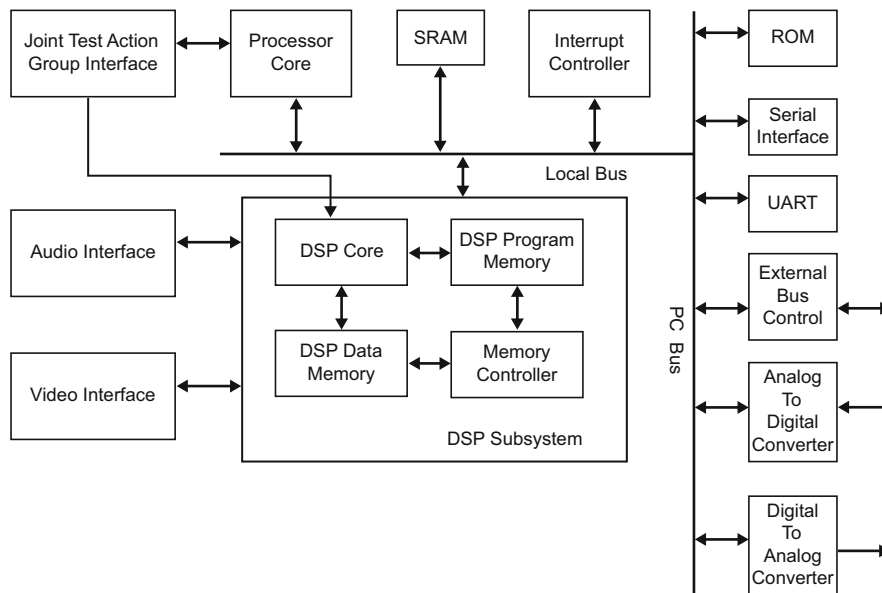 Joint Test Action
Group Interface
Processor
Core
SRAM
Interrupt
Controller
ROM
Serial
Interface
Local Bus
UART
Audio Interface
DSP Core
DSP Program
Memory
External
Bus
Control
PC Bus
Video Interface
DSP Data
Memory
Memory
Controller
Analog
To
Digital
Converter
DSP Subsystem
Digital
To
Analog
Converter